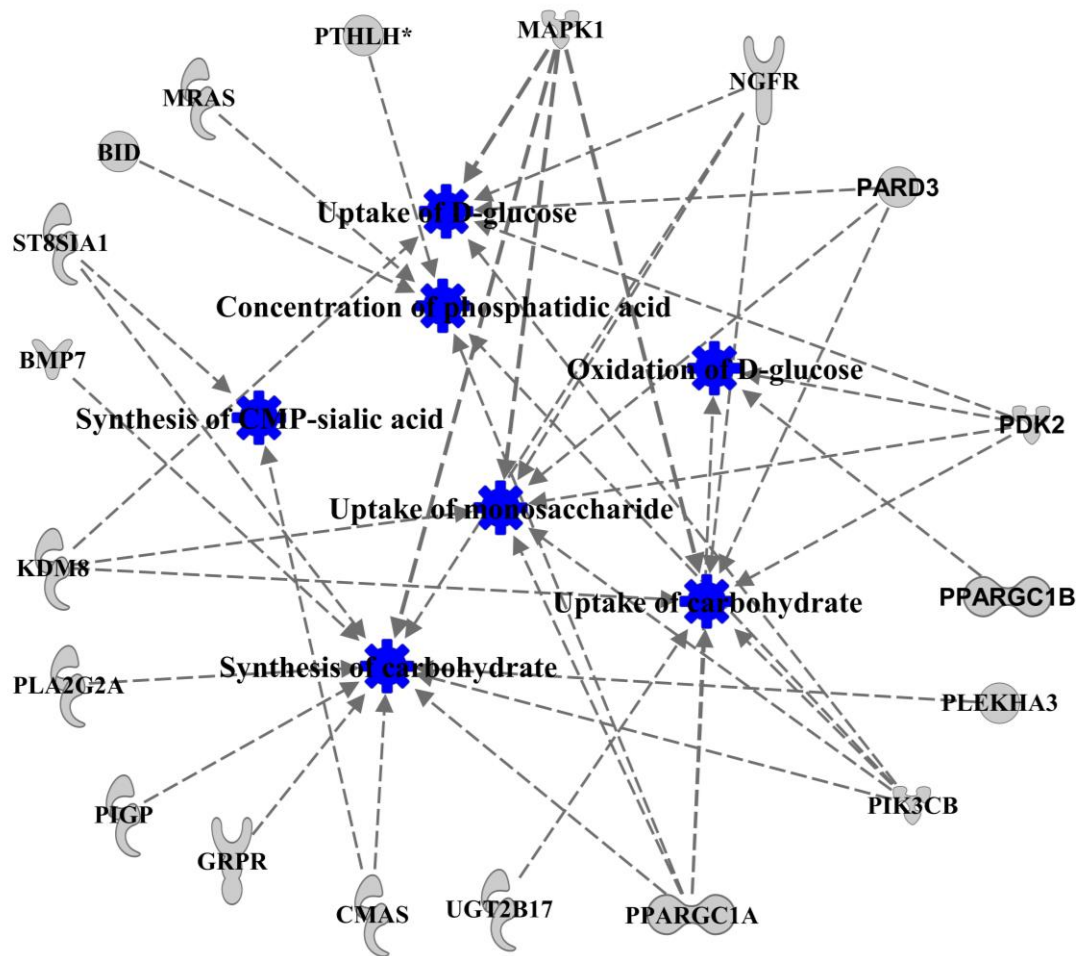 PTHLH*
MAPK1
NGFR
MRAS
BID
PARD3
Uptake of D-glucose
ST8SIA1
Concentration of phosphatidic acid
BMP7
Oxidation of D-glucose
Synthesis of CMP-sialic acid
PDK2
Uptake of monosaccharide
KDM8
Uptake of carbohydrate
PPARGC1B
Synthesis of carbohydrate
PLA2G2A
PLEKHA3
PIK3CB
PIGP
GRPR
CMAS
UGT2B17
PPARGC1A